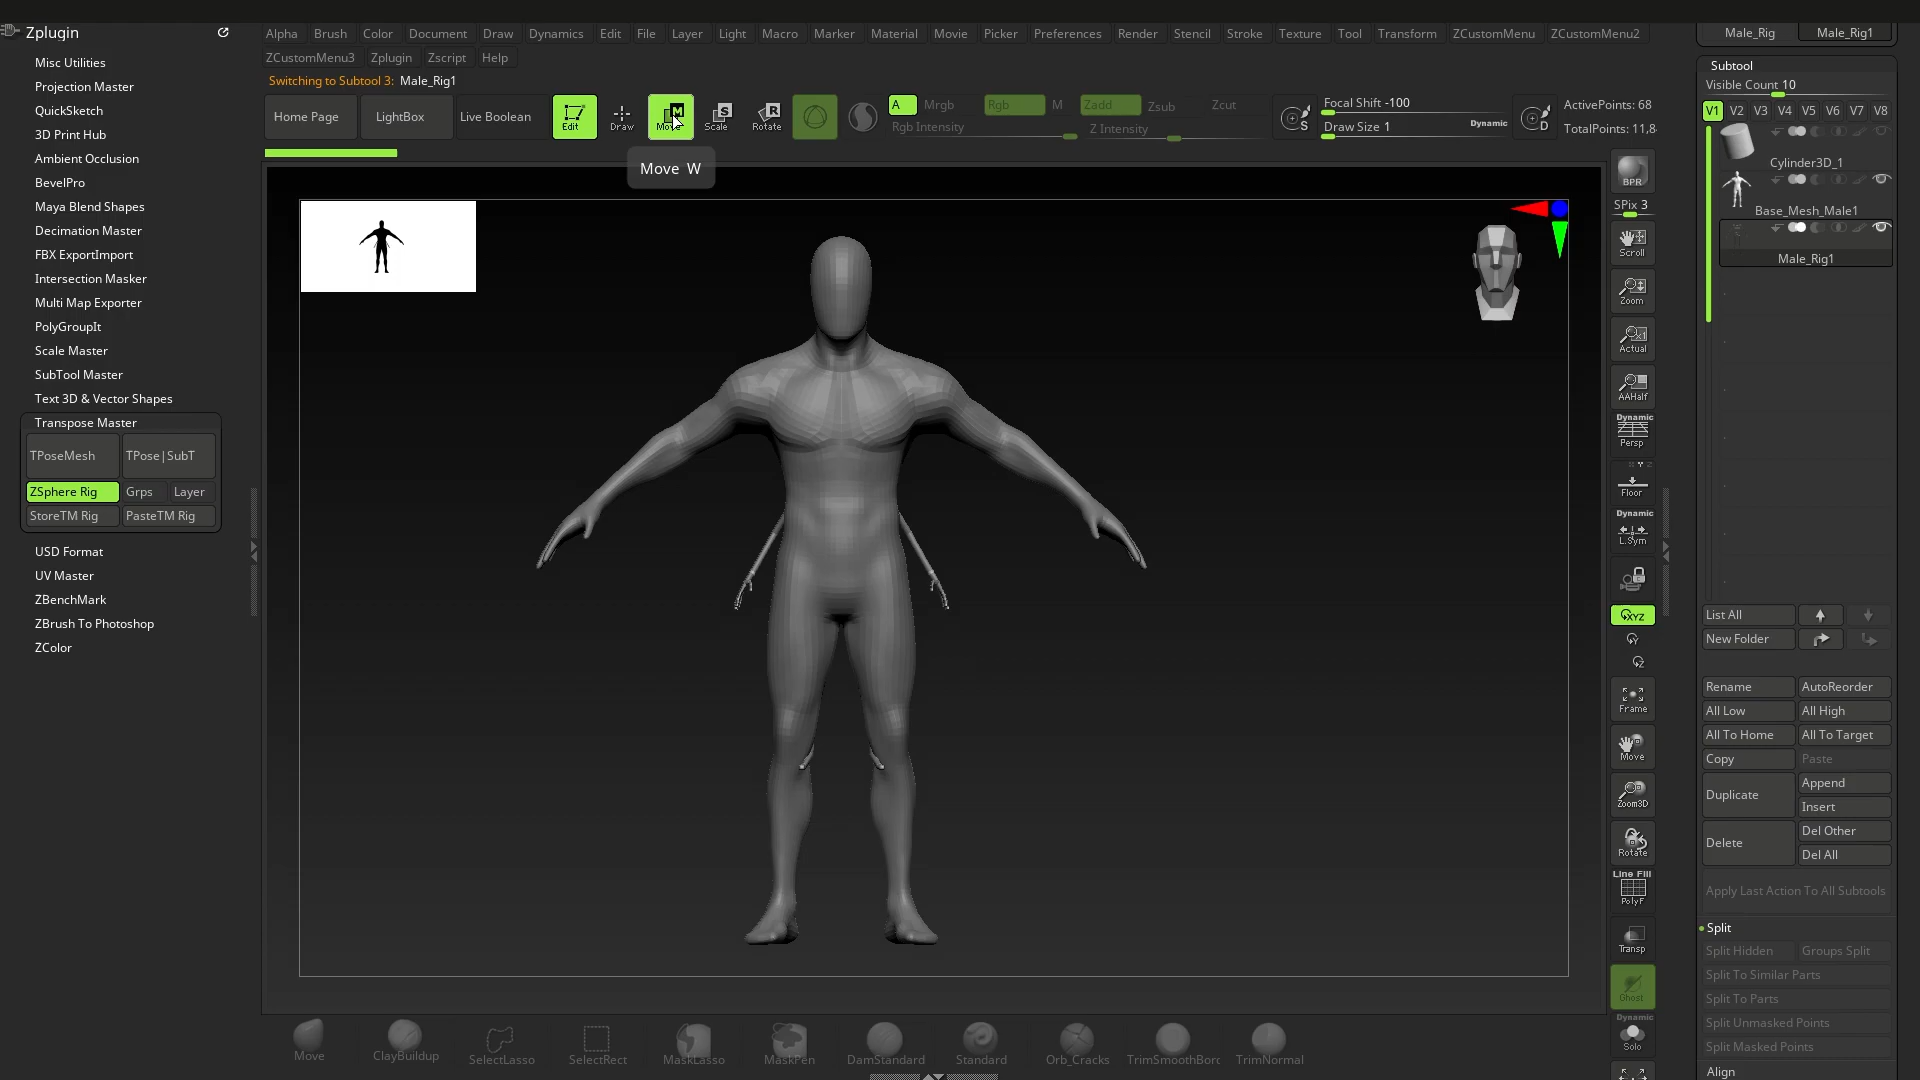 Zplugin
Misc Utilities
Projection Master
QuickSketch
3D Print Hub
Ambient Occlusion
BevelPro
Maya Blend Shapes
Decimation Master
FBX ExportImport
Intersection Masker
Multi Map Exporter
PolyGroupIt
Scale Master
SubTool Master
Text 3D & Vector Shapes
Transpose Master
TPoseMesh TPose|SubT
ZSphere Rig Grps Layer
StoreTM Rig PasteTM Rig
USD Format
UV Master
ZBenchMark
ZBrush To Photoshop
ZColor
Alpha Brush Color Document Draw Dynamics Edit File Layer Light Macro Marker Material Movie Picker Preferences Render Stencil Stroke Texture Tool Transform ZCustomMenu ZCustomMenu2
ZCustomMenu3 Zplugin Zscript Help
Switching to Subtool 3: Male_Rig1
Home Page LightBox Live Boolean Edit Draw Move Scale Rotate
A Mrgb Rgb M Zadd Zsub Zcut
Rgb Intensity Z Intensity
S Focal Shift -100
Draw Size 1 Dynamic
D ActivePoints: 68
TotalPoints: 11,8
Move W
BPR
SPix 3
Scroll
Zoom
Actual
AAHalf
Dynamic
Persp
Floor
Dynamic
L.Sym
XYZ
Frame
Move
Zoom3D
Rotate
Line Fill
PolyF
Transp
Ghost
Dynamic
Solo
Male_Rig Male_Rig1
Subtool
Visible Count 10
V1 V2 V3 V4 V5 V6 V7 V8
Cylinder3D_1
Base_Mesh_Male1
Male_Rig1
List All
New Folder
Rename AutoReorder
All Low All High
All To Home All To Target
Copy Paste
Duplicate Append
Insert
Delete Del Other
Del All
Apply Last Action To All Subtools
Split
Split Hidden Groups Split
Split To Similar Parts
Split To Parts
Split Unmasked Points
Split Masked Points
Align
Move ClayBuildup SelectLasso SelectRect MaskLasso MaskPen DamStandard Standard Orb_Cracks TrimSmoothBorc TrimNormal